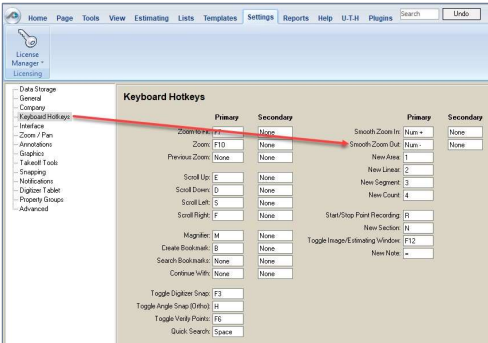 Home Page Tools View Estimating Lists Templates Settings Reports Help U-T-H Plugins Search Undo
License
Manager
Licensing
Data Storage
General
Company
Keyboard Hotkeys
Interface
Zoom / Pan
Annotations
Graphics
Takeoff Tools
Snapping
Notifications
Digitizer Tablet
Property Groups
Advanced
Keyboard Hotkeys
Primary Secondary
Zoom to Fit: F7 None
Zoom: F10 None
Previous Zoom: None None
Scroll Up: E None
Scroll Down: D None
Scroll Left: S None
Scroll Right: F None
Magnifier: M None
Create Bookmark: B None
Search Bookmarks: None None
Continue With: None None
Toggle Digitizer Snap: F3
Toggle Angle Snap (Ortho): H
Toggle Verify Points: F6
Quick Search: Space
Primary Secondary
Smooth Zoom In: Num + None
Smooth Zoom Out: Num - None
New Area: 1
New Linear: 2
New Segment: 3
New Count: 4
Start/Stop Point Recording: R
New Section: N
Toggle Image/Estimating Window: F12
New Note: =